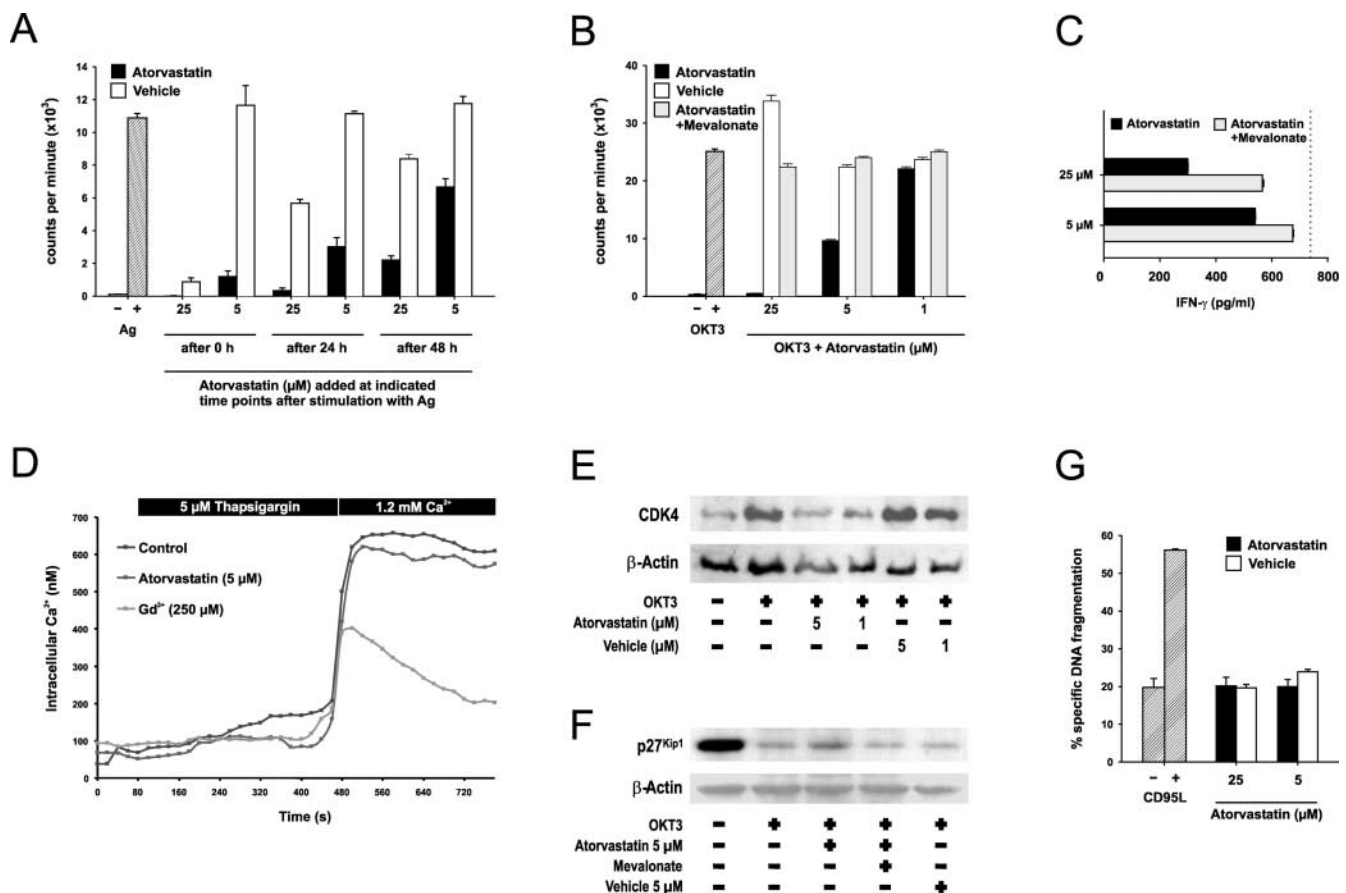 A
Atorvastatin
Vehicle
counts per minute (x10³)
14
12
10
8
6
4
2
0
– +
Ag
25 5 25 5 25 5
after 0 h after 24 h after 48 h
Atorvastatin (µM) added at indicated
time points after stimulation with Ag
B
Atorvastatin
Vehicle
Atorvastatin
+Mevalonate
counts per minute (x10³)
40
30
20
10
0
– +
OKT3
25 5 1
OKT3 + Atorvastatin (µM)
C
Atorvastatin
Atorvastatin
+Mevalonate
25 µM
5 µM
0 200 400 600 800
IFN-γ (pg/ml)
D
5 µM Thapsigargin 1.2 mM Ca²⁺
Control
Atorvastatin (5 µM)
Gd³⁺ (250 µM)
Intracellular Ca²⁺ (nM)
700
600
500
400
300
200
100
0
0 80 160 240 320 400 480 560 640 720
Time (s)
E
CDK4
β-Actin
OKT3 – + + + + +
Atorvastatin (µM) – – 5 1 – –
Vehicle (µM) – – – – 5 1
F
p27ᴷⁱᵖ¹
β-Actin
OKT3 – + + + +
Atorvastatin 5 µM – – + + –
Mevalonate – – – + –
Vehicle 5 µM – – – – +
G
Atorvastatin
Vehicle
% specific DNA fragmentation
60
50
40
30
20
10
0
– +
CD95L
25 5
Atorvastatin (µM)